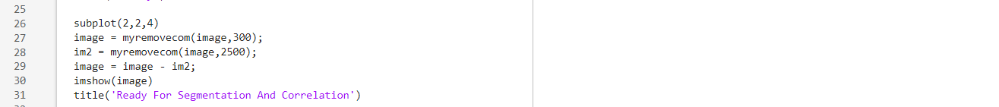 25
26 subplot(2,2,4)
27 image = myremovecom(image,300);
28 im2 = myremovecom(image,2500);
29 image = image - im2;
30 imshow(image)
31 title('Ready For Segmentation And Correlation')